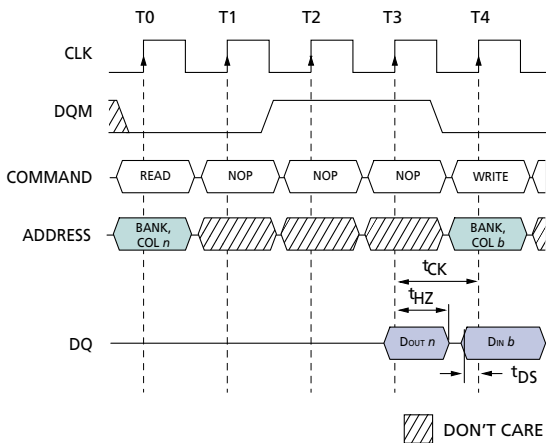 T0 T1 T2 T3 T4
CLK
DQM
COMMAND READ NOP NOP NOP WRITE
ADDRESS BANK, COL n BANK, COL b
tCK
tHZ
DQ DOUT n DIN b
tDS
DON'T CARE